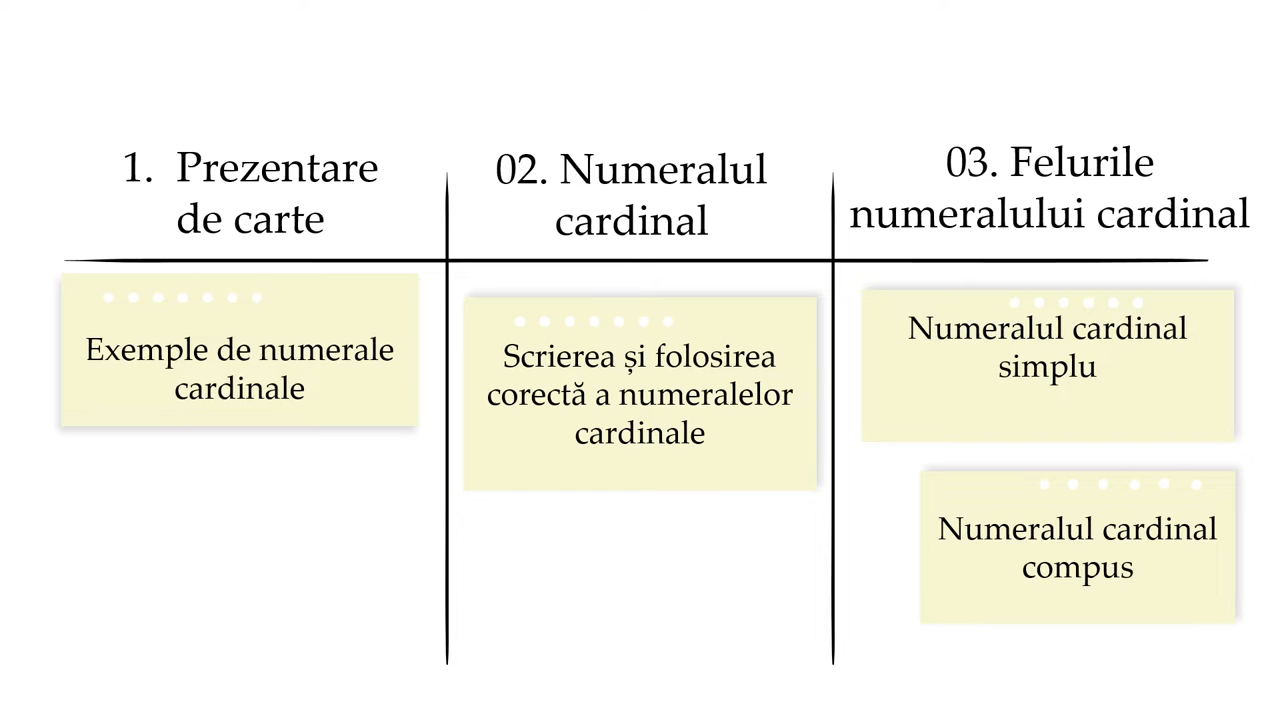 1. Prezentare
de carte
Exemple de numerale
cardinale
02. Numeralul
cardinal
Scrierea și folosirea
corectă a numeralelor
cardinale
03. Felurile
numeralului cardinal
Numeralul cardinal
simplu
Numeralul cardinal
compus